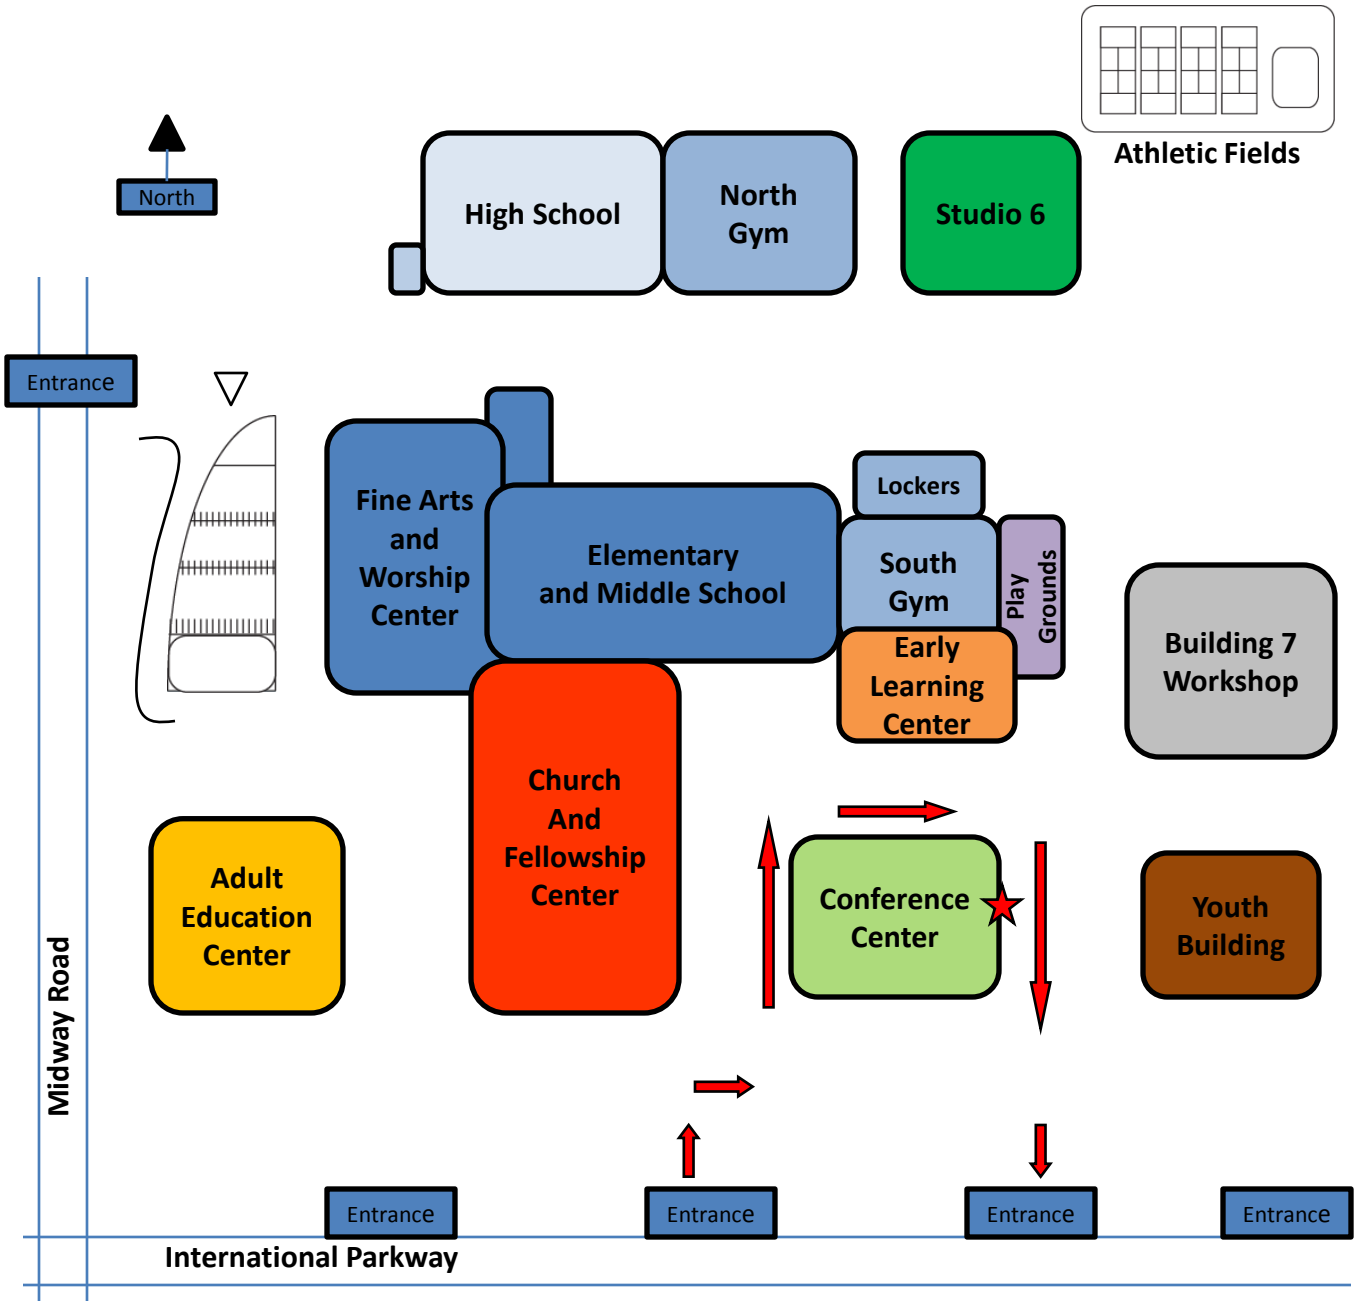 Athletic Fields
North
High School
North
Gym
Studio 6
Entrance
Fine Arts
and
Worship
Center
Elementary
and Middle School
Lockers
South
Gym
Play
Grounds
Early
Learning
Center
Building 7
Workshop
Church
And
Fellowship
Center
Adult
Education
Center
Conference
Center
Youth
Building
Midway Road
Entrance
Entrance
Entrance
Entrance
International Parkway